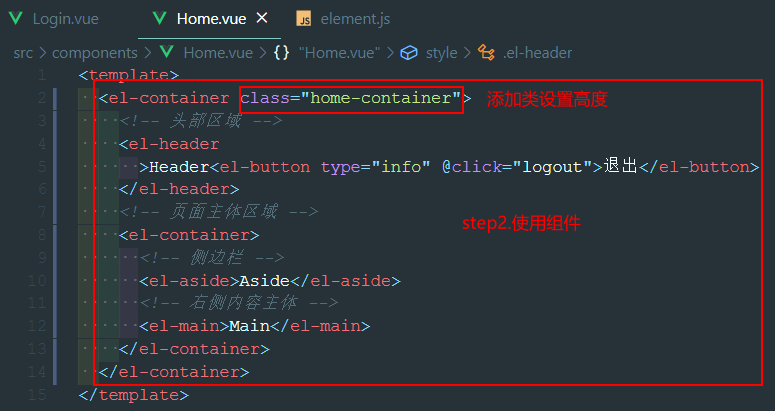 Login.vue Home.vue × JS element.js
src > components > Home.vue > {} "Home.vue" > style > .el-header
1 <template>
2 <el-container class="home-container"> 添加类设置高度
3 <!-- 头部区域 -->
4 <el-header
5 >Header<el-button type="info" @click="logout">退出</el-button>
6 </el-header>
7 <!-- 页面主体区域 -->
step2.使用组件
8 <el-container>
9 <!-- 侧边栏 -->
10 <el-aside>Aside</el-aside>
11 <!-- 右侧内容主体 -->
12 <el-main>Main</el-main>
13 </el-container>
14 </el-container>
15 </template>